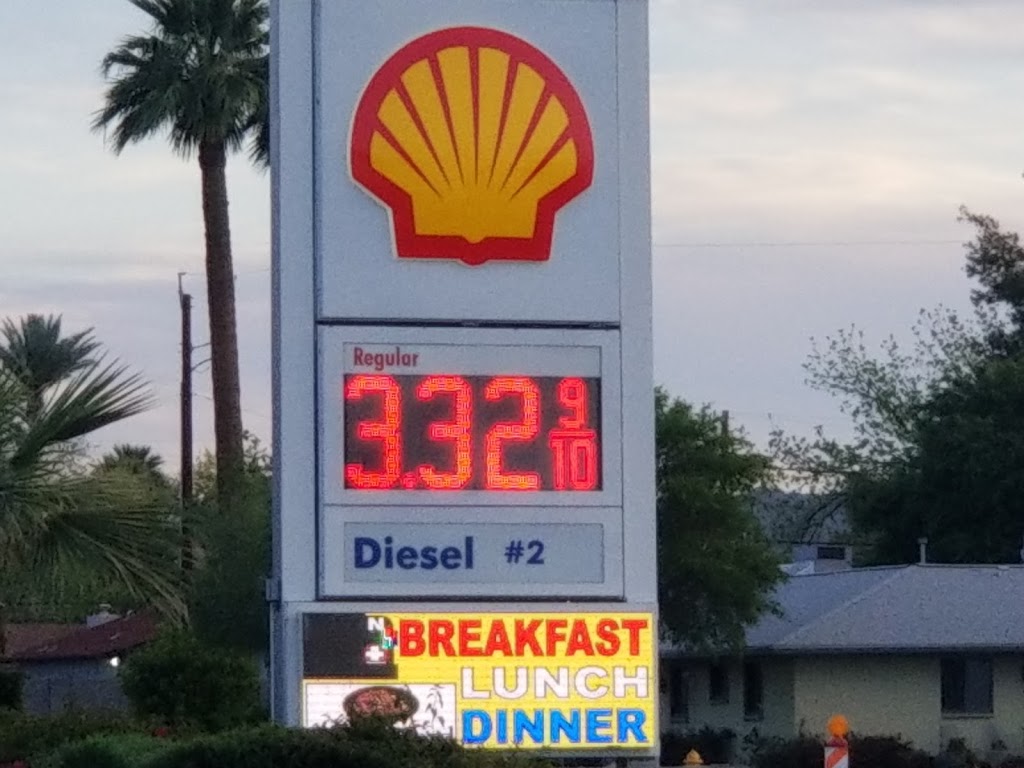 Regular
3.32 9/10
Diesel #2
BREAKFAST
LUNCH
DINNER